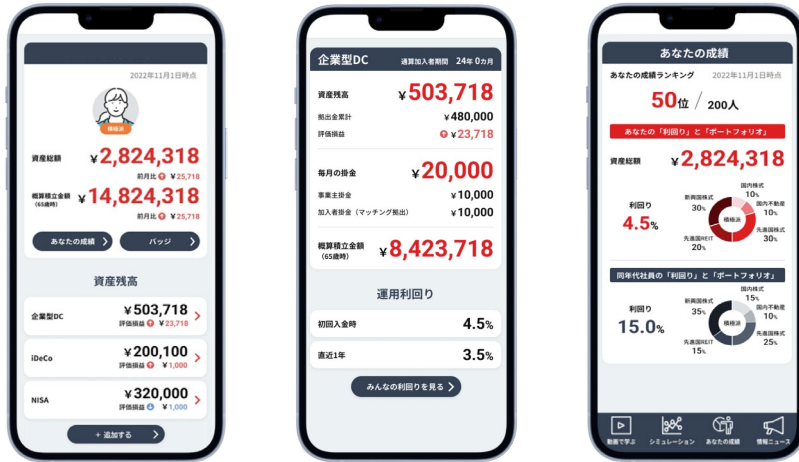 2022年11月1日時点
積極派
資産総額 ¥2,824,318
前月比 ¥25,718
概算積立金額 (65歳時) ¥14,824,318
前月比 ¥25,718
あなたの成績
バッジ
資産残高
企業型DC ¥503,718
評価損益 ¥23,718
iDeCo ¥200,100
評価損益 ¥1,000
NISA ¥320,000
評価損益 ¥1,000
+ 追加する
企業型DC 通算加入者期間 24年 0カ月
資産残高 ¥503,718
拠出金累計 ¥480,000
評価損益 ¥23,718
毎月の掛金 ¥20,000
事業主掛金 ¥10,000
加入者掛金(マッチング拠出) ¥10,000
概算積立金額 (65歳時) ¥8,423,718
運用利回り
初回入金時 4.5%
直近1年 3.5%
みんなの利回りを見る
あなたの成績
あなたの成績ランキング 2022年11月1日時点
50位 / 200人
あなたの「利回り」と「ポートフォリオ」
資産総額 ¥2,824,318
利回り
4.5%
国内株式
10%
新興国株式
30%
国内不動産
10%
積極派
先進国REIT
20%
先進国株式
30%
同年代社員の「利回り」と「ポートフォリオ」
利回り
15.0%
国内株式
15%
新興国株式
35%
国内不動産
10%
積極派
先進国REIT
15%
先進国株式
25%
動画で学ぶ
シミュレーション
あなたの成績
情報ニュース